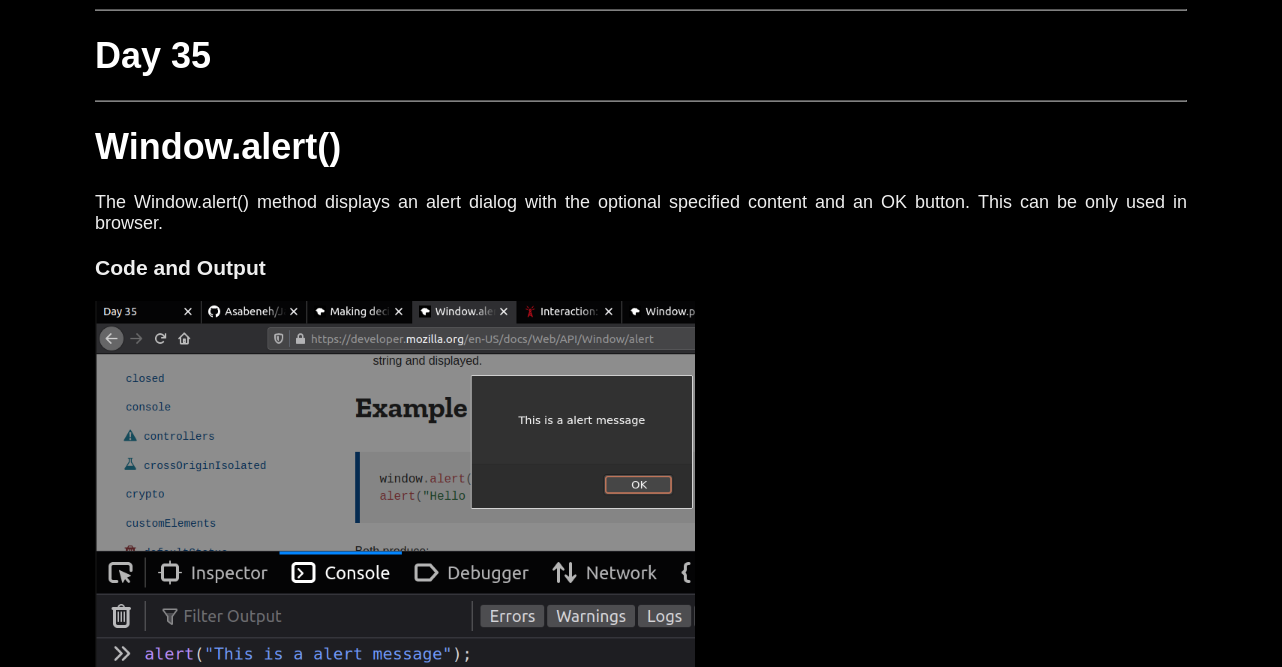 Day 35
Window.alert()
The Window.alert() method displays an alert dialog with the optional specified content and an OK button. This can be only used in
browser.
Code and Output
Day 35 Asabeneh/J Making deci Window.ale Interaction: Window.p
https://developer.mozilla.org/en-US/docs/Web/API/Window/alert
string and displayed.
closed
console
controllers
crossOriginIsolated
crypto
customElements
defaultStatus
Example
window.alert(
alert("Hello
Both produce:
This is a alert message
OK
Inspector Console Debugger Network {
Filter Output Errors Warnings Logs
>> alert("This is a alert message");